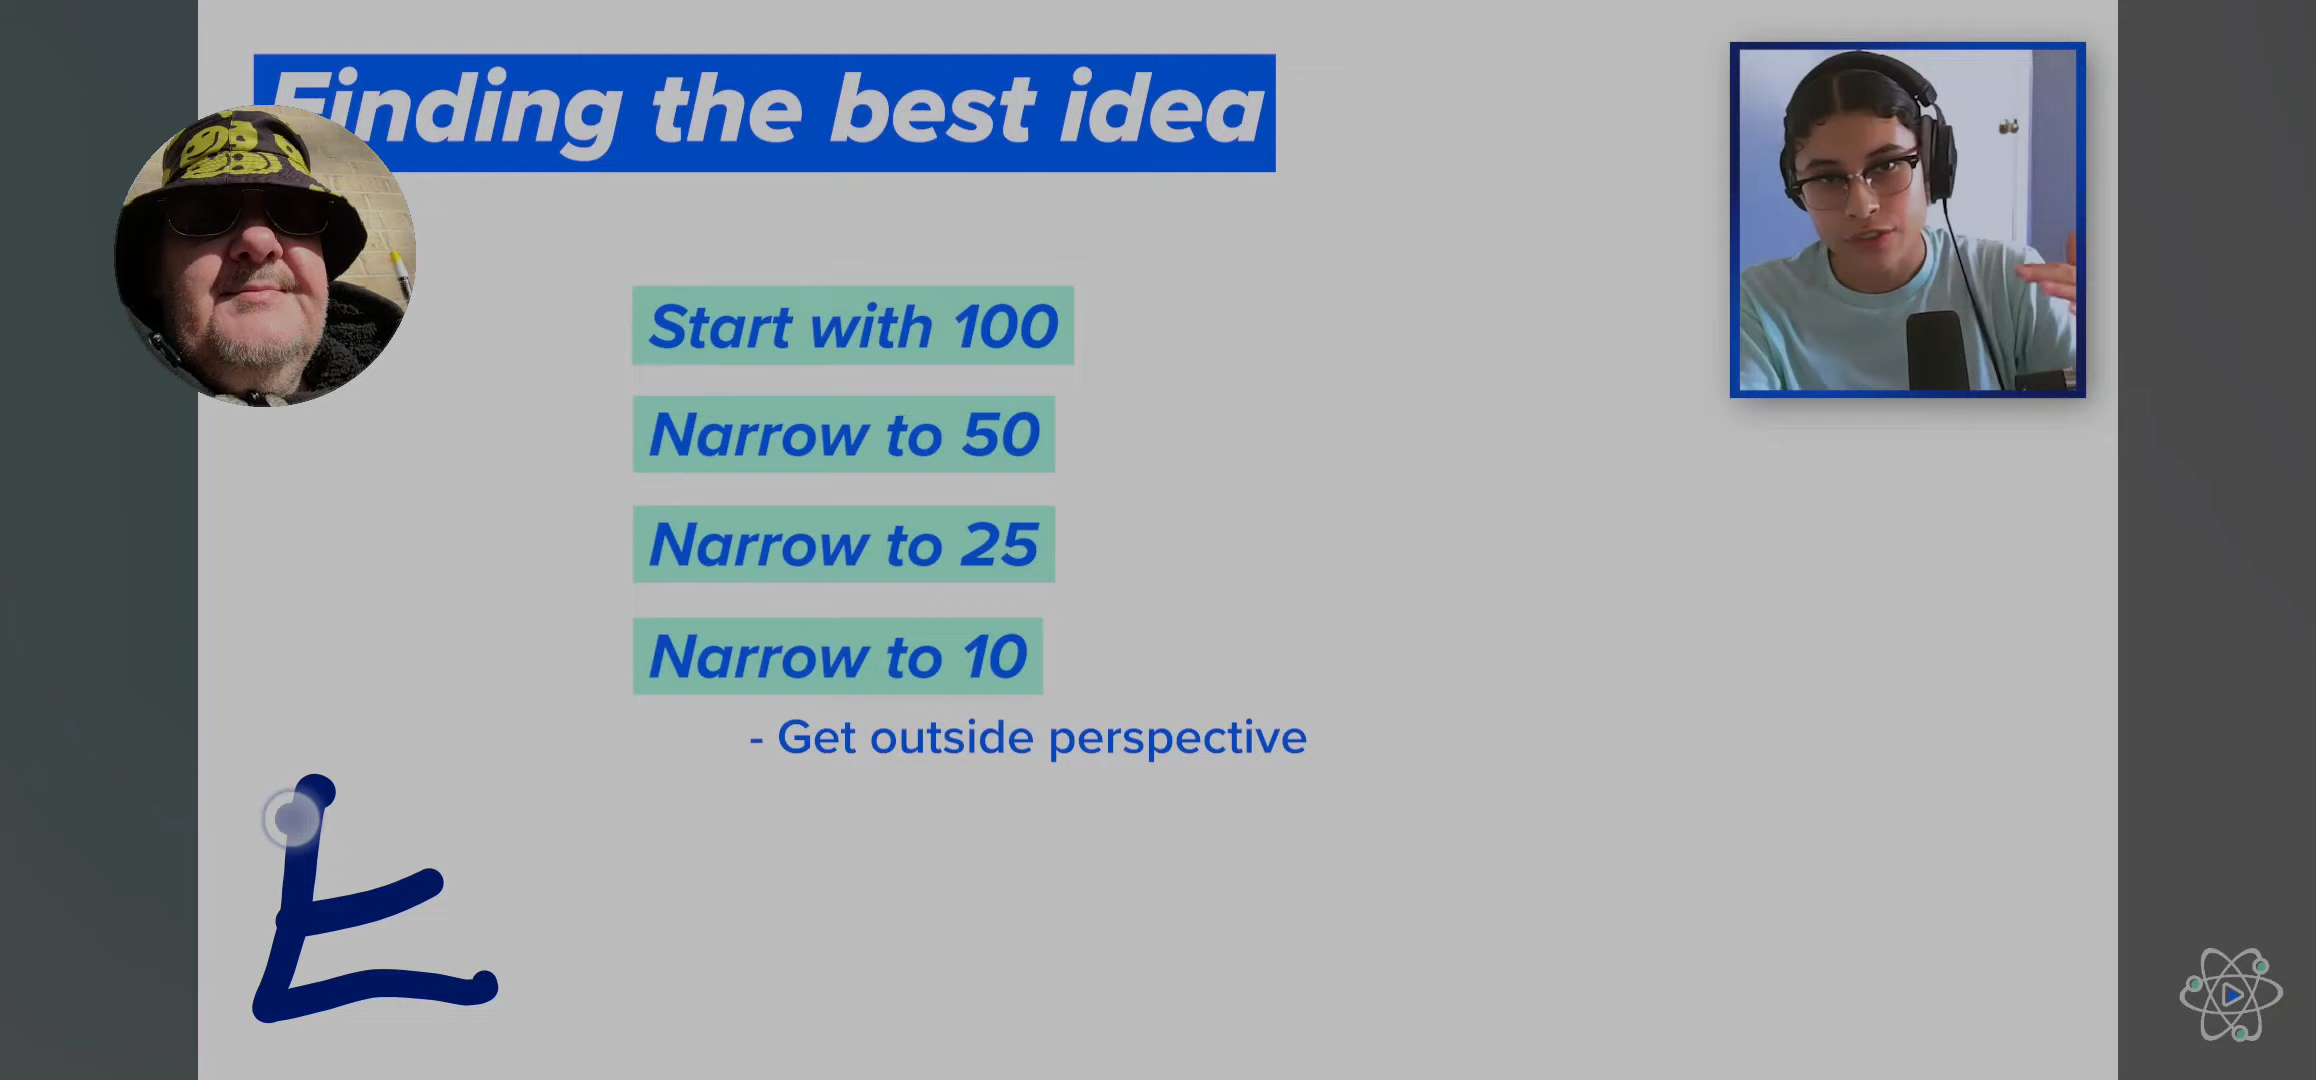 Finding the best idea
Start with 100
Narrow to 50
Narrow to 25
Narrow to 10
- Get outside perspective